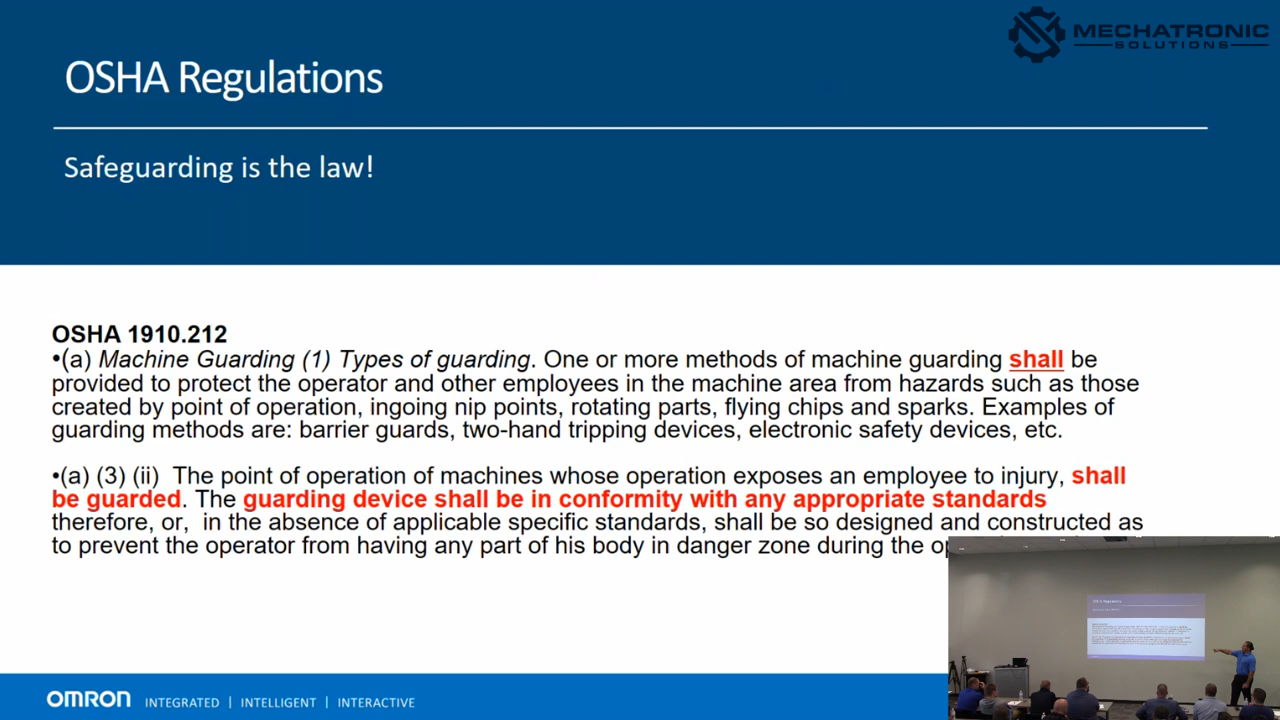 MECHATRONIC
SOLUTIONS
OSHA Regulations
Safeguarding is the law!
OSHA 1910.212
•(a) Machine Guarding (1) Types of guarding. One or more methods of machine guarding shall be
provided to protect the operator and other employees in the machine area from hazards such as those
created by point of operation, ingoing nip points, rotating parts, flying chips and sparks. Examples of
guarding methods are: barrier guards, two-hand tripping devices, electronic safety devices, etc.
•(a) (3) (ii) The point of operation of machines whose operation exposes an employee to injury, shall
be guarded. The guarding device shall be in conformity with any appropriate standards
therefore, or, in the absence of applicable specific standards, shall be so designed and constructed as
to prevent the operator from having any part of his body in danger zone during the
OMRON INTEGRATED | INTELLIGENT | INTERACTIVE
OSHA Regulations